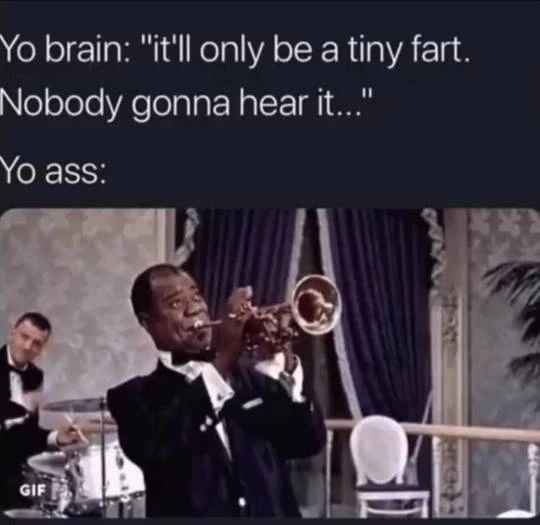 Yo brain: "it'll only be a tiny fart.
Nobody gonna hear it..."
Yo ass:
GIF